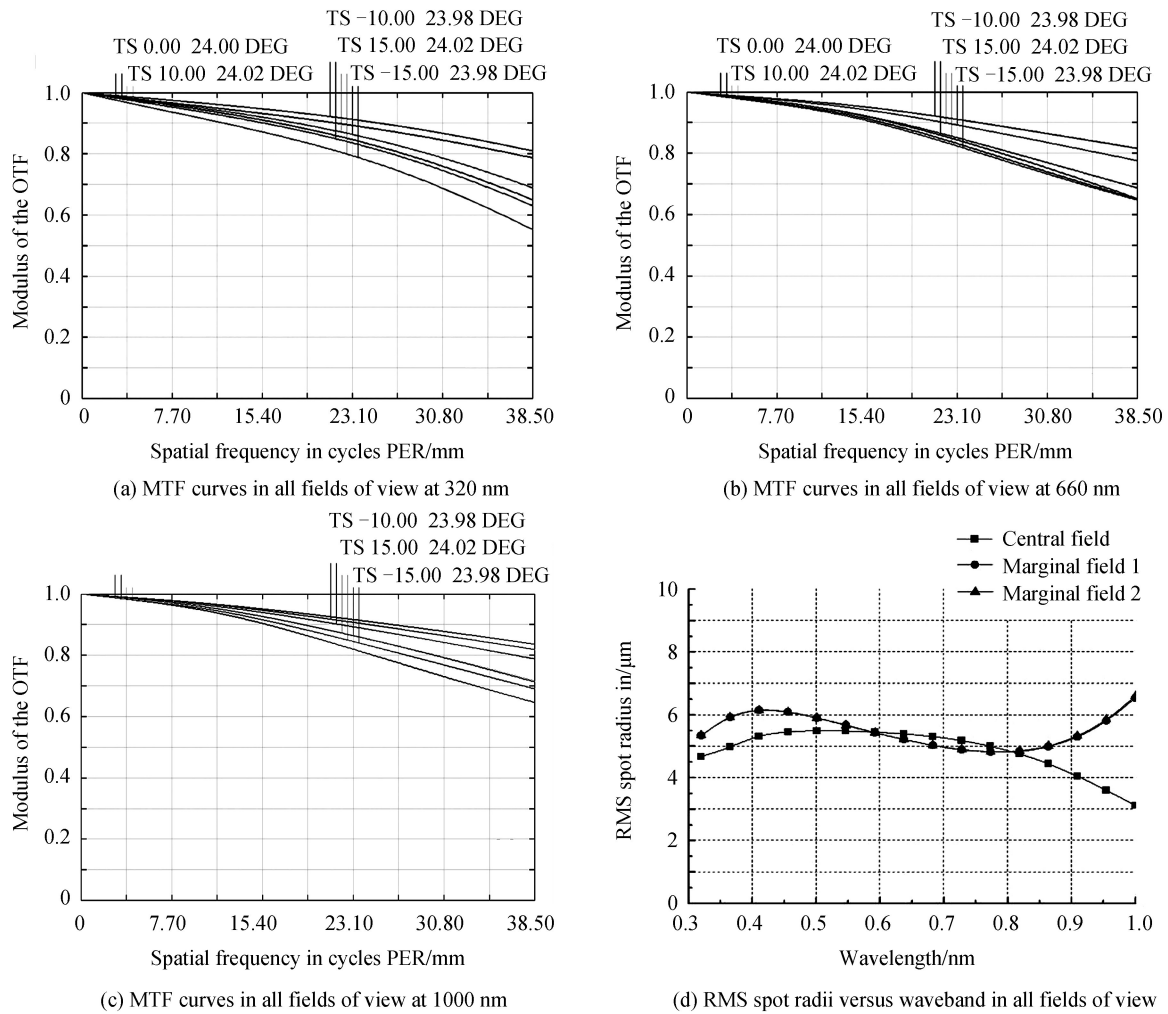 TS −10.00 23.98 DEG
TS 0.00 24.00 DEG
TS 15.00 24.02 DEG
TS 10.00 24.02 DEG
TS −15.00 23.98 DEG
1.0
0.8
0.6
0.4
0.2
0
Modulus of the OTF
0 7.70 15.40 23.10 30.80 38.50
Spatial frequency in cycles PER/mm
(a) MTF curves in all fields of view at 320 nm
TS −10.00 23.98 DEG
TS 0.00 24.00 DEG
TS 15.00 24.02 DEG
TS 10.00 24.02 DEG
TS −15.00 23.98 DEG
1.0
0.8
0.6
0.4
0.2
0
Modulus of the OTF
0 7.70 15.40 23.10 30.80 38.50
Spatial frequency in cycles PER/mm
(b) MTF curves in all fields of view at 660 nm
TS −10.00 23.98 DEG
TS 15.00 24.02 DEG
TS −15.00 23.98 DEG
1.0
0.8
0.6
0.4
0.2
0
Modulus of the OTF
0 7.70 15.40 23.10 30.80 38.50
Spatial frequency in cycles PER/mm
(c) MTF curves in all fields of view at 1000 nm
Central field
Marginal field 1
Marginal field 2
10
8
6
4
2
0
RMS spot radius in/μm
0.3 0.4 0.5 0.6 0.7 0.8 0.9 1.0
Wavelength/nm
(d) RMS spot radii versus waveband in all fields of view